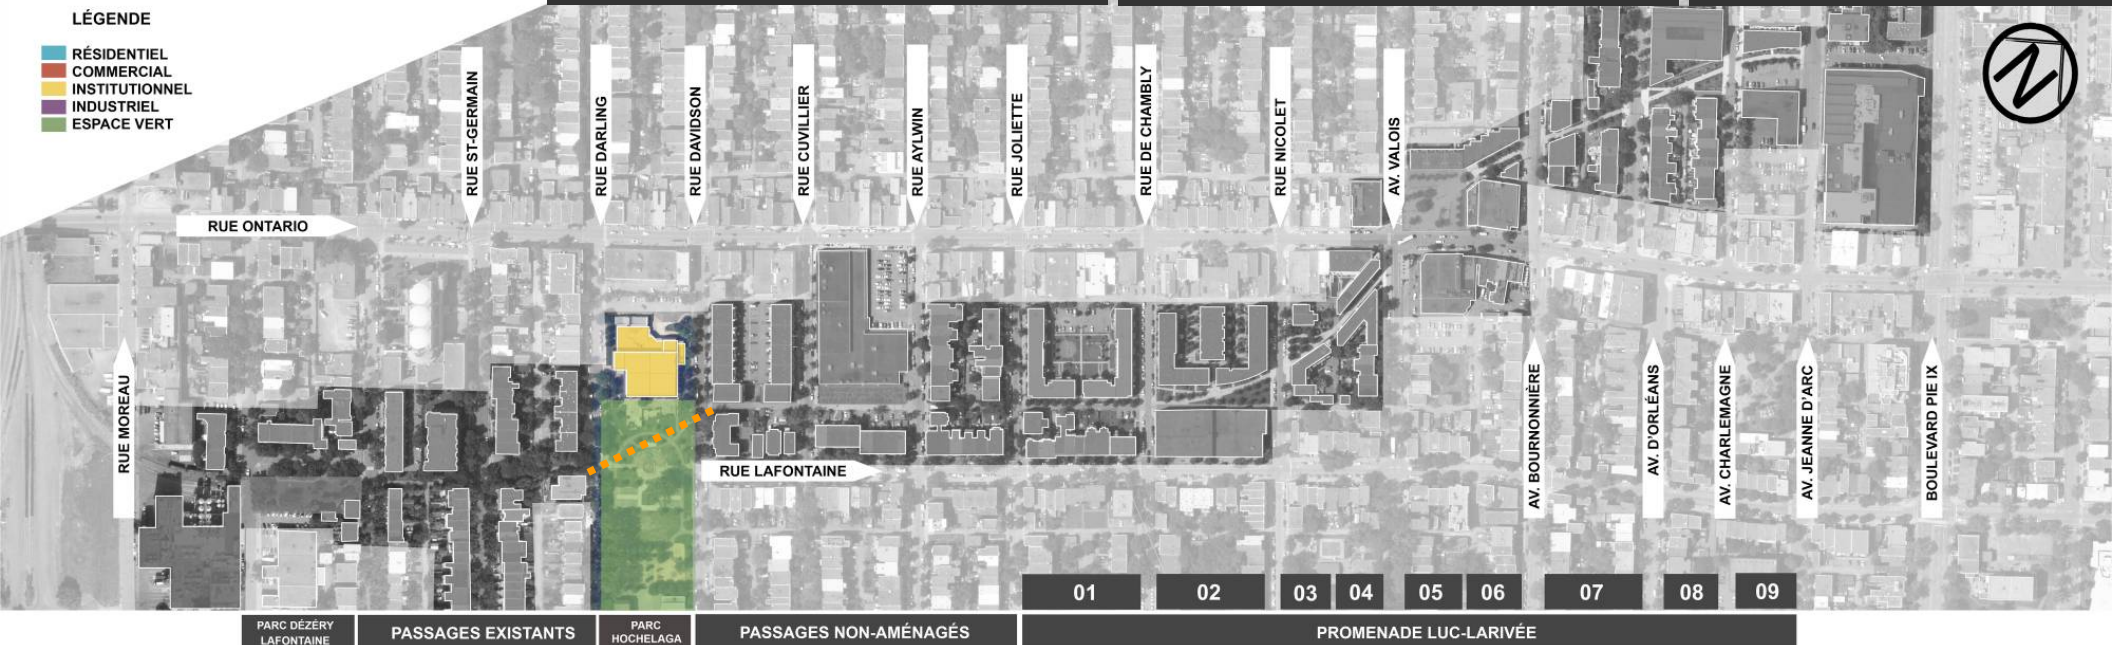 LÉGENDE
RÉSIDENTIEL
COMMERCIAL
INSTITUTIONNEL
INDUSTRIEL
ESPACE VERT
N
RUE ST-GERMAIN
RUE DARLING
RUE DAVIDSON
RUE CUVILLIER
RUE AYLWIN
RUE JOLIETTE
RUE DE CHAMBLY
RUE NICOLET
AV. VALOIS
RUE ONTARIO
RUE MOREAU
RUE LAFONTAINE
AV. BOURNONNIÈRE
AV. D'ORLÉANS
AV. CHARLEMAGNE
AV. JEANNE D'ARC
BOULEVARD PIE IX
01
02
03
04
05
06
07
08
09
PARC DÉZÉRY
LAFONTAINE
PASSAGES EXISTANTS
PARC
HOCHELAGA
PASSAGES NON-AMÉNAGÉS
PROMENADE LUC-LARIVÉE